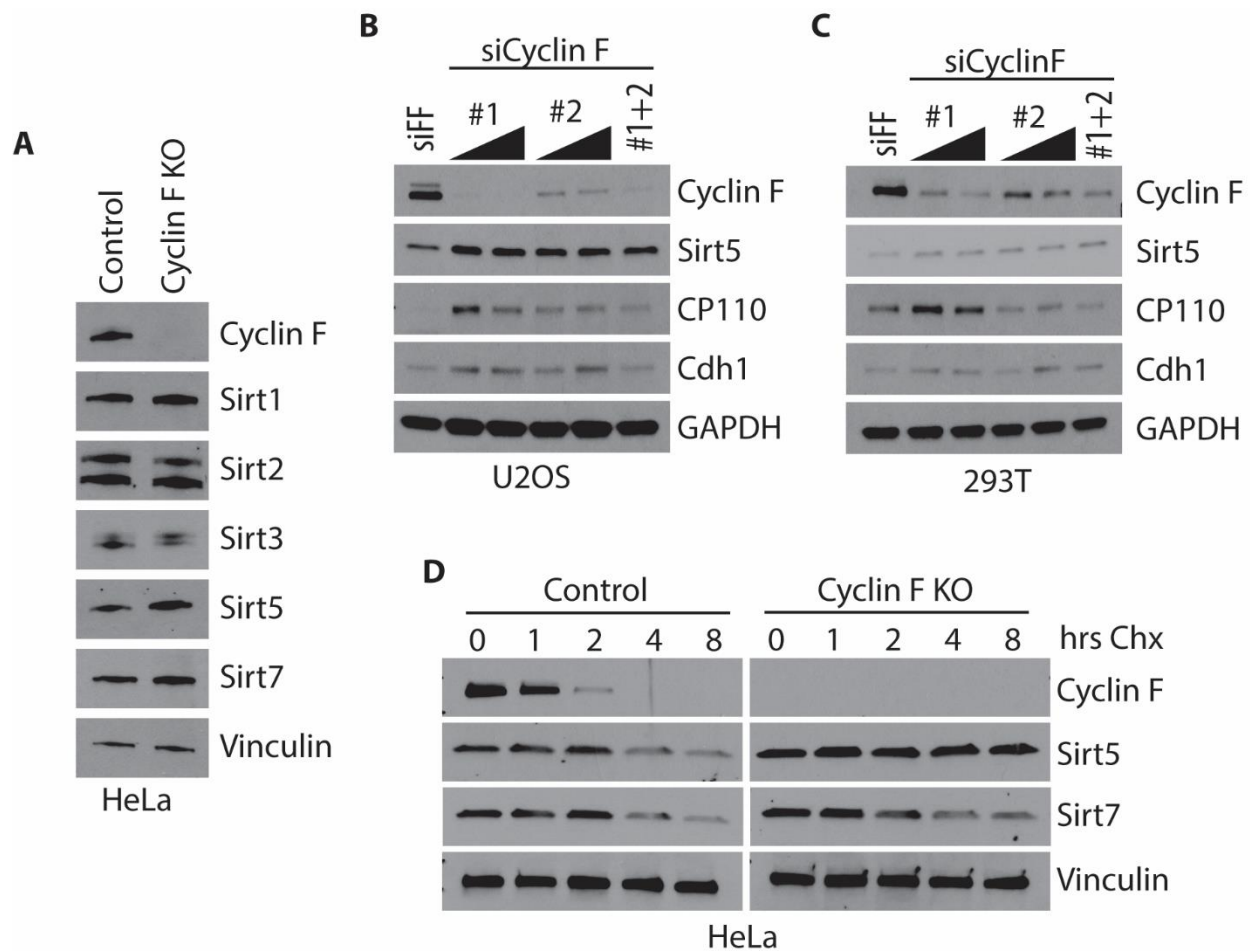 A
Control
Cyclin F KO
Cyclin F
Sirt1
Sirt2
Sirt3
Sirt5
Sirt7
Vinculin
HeLa
B
siCyclin F
siFF
#1
#2
#1+2
Cyclin F
Sirt5
CP110
Cdh1
GAPDH
U2OS
C
siCyclinF
siFF
#1
#2
#1+2
Cyclin F
Sirt5
CP110
Cdh1
GAPDH
293T
D
Control
Cyclin F KO
0 1 2 4 8 0 1 2 4 8 hrs Chx
Cyclin F
Sirt5
Sirt7
Vinculin
HeLa